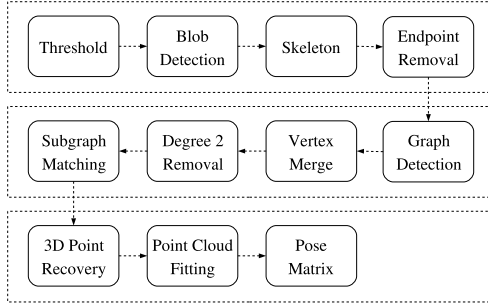 Threshold
Blob
Detection
Skeleton
Endpoint
Removal
Subgraph
Matching
Degree 2
Removal
Vertex
Merge
Graph
Detection
3D Point
Recovery
Point Cloud
Fitting
Pose
Matrix